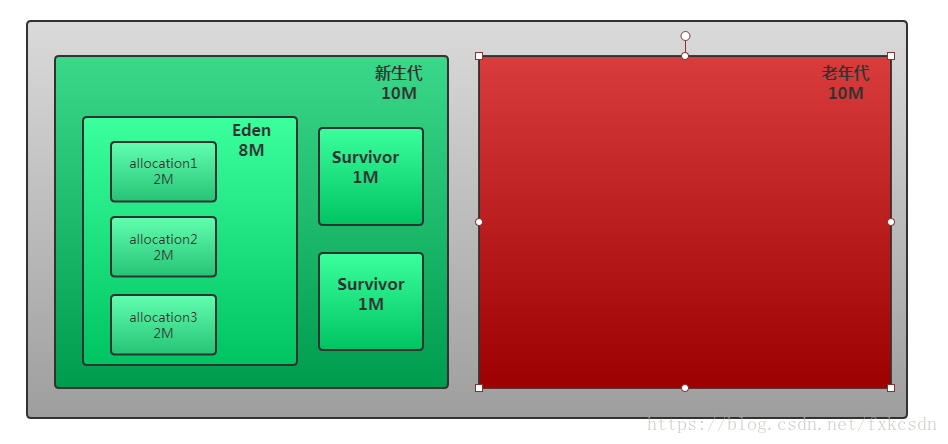 新生代
10M
Eden
8M
allocation1
2M
allocation2
2M
allocation3
2M
Survivor
1M
Survivor
1M
老年代
10M
https://blog.csdn.net/fxkcsdn